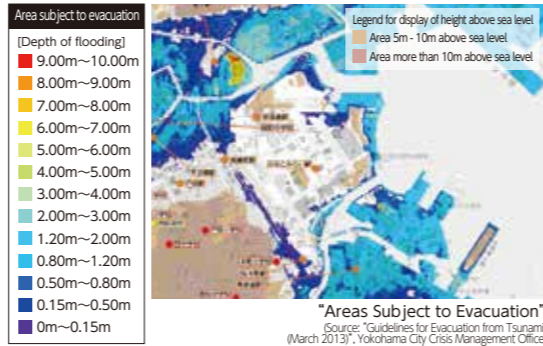 Area subject to evacuation
[Depth of flooding]
9.00m～10.00m
8.00m～9.00m
7.00m～8.00m
6.00m～7.00m
5.00m～6.00m
4.00m～5.00m
3.00m～4.00m
2.00m～3.00m
1.20m～2.00m
0.80m～1.20m
0.50m～0.80m
0.15m～0.50m
0m～0.15m
Legend for display of height above sea level
Area 5m - 10m above sea level
Area more than 10m above sea level
"Areas Subject to Evacuation"
(Source: "Guidelines for Evacuation from Tsunami
(March 2013)", Yokohama City Crisis Management Office